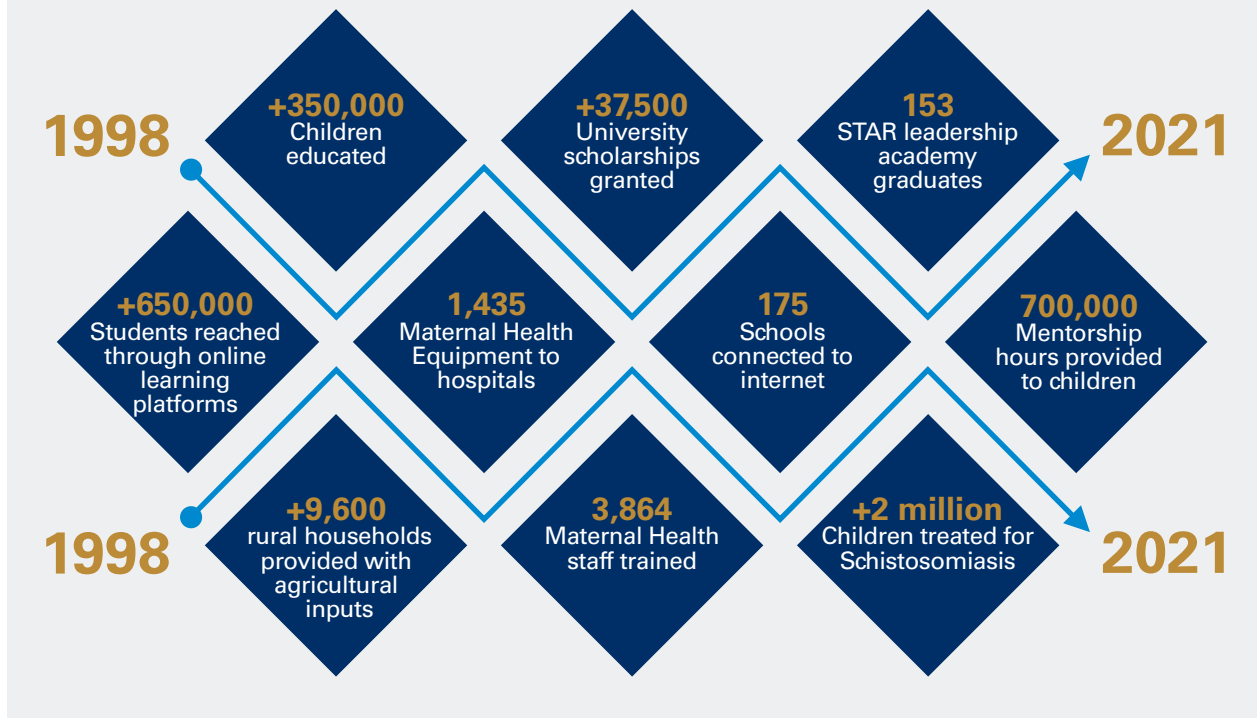 1998
+350,000
Children
educated
+37,500
University
scholarships
granted
153
STAR leadership
academy
graduates
2021
+650,000
Students reached
through online
learning
platforms
1,435
Maternal Health
Equipment to
hospitals
175
Schools
connected to
internet
700,000
Mentorship
hours provided
to children
1998
+9,600
rural households
provided with
agricultural
inputs
3,864
Maternal Health
staff trained
+2 million
Children treated for
Schistosomiasis
2021